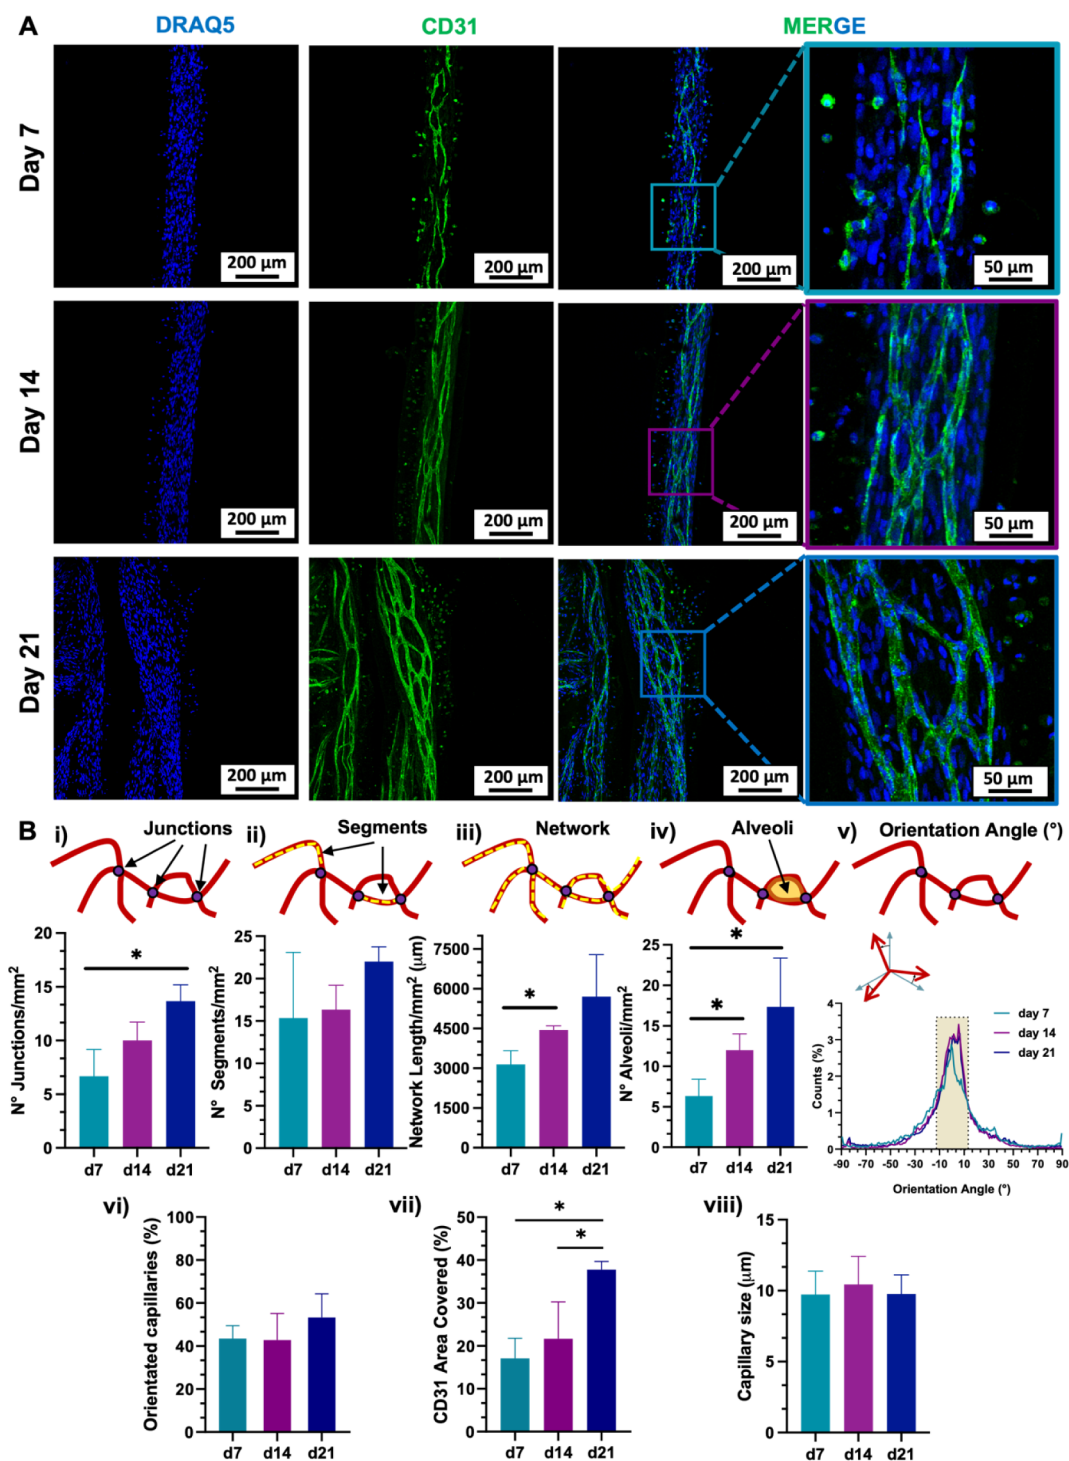 A
DRAQ5 CD31 MERGE
Day 7
200 µm 200 µm 200 µm 50 µm
Day 14
200 µm 200 µm 200 µm 50 µm
Day 21
200 µm 200 µm 200 µm 50 µm
B
i) Junctions
ii) Segments
iii) Network
iv) Alveoli
v) Orientation Angle (°)
N° Junctions/mm²
20
15
10
5
0
d7 d14 d21
*
N° Segments/mm²
25
20
15
10
5
0
d7 d14 d21
Network Length/mm² (µm)
7500
6000
4500
3000
1500
0
d7 d14 d21
*
N° Alveoli/mm²
25
20
15
10
5
0
d7 d14 d21
*
*
Counts (%)
4
3
2
1
0
-90 -70 -50 -30 -10 10 30 50 70 90
Orientation Angle (°)
day 7
day 14
day 21
vi)
Orientated capillaries (%)
100
80
60
40
20
0
d7 d14 d21
vii)
CD31 Area Covered (%)
50
40
30
20
10
0
d7 d14 d21
*
*
viii)
Capillary size (µm)
15
10
5
0
d7 d14 d21